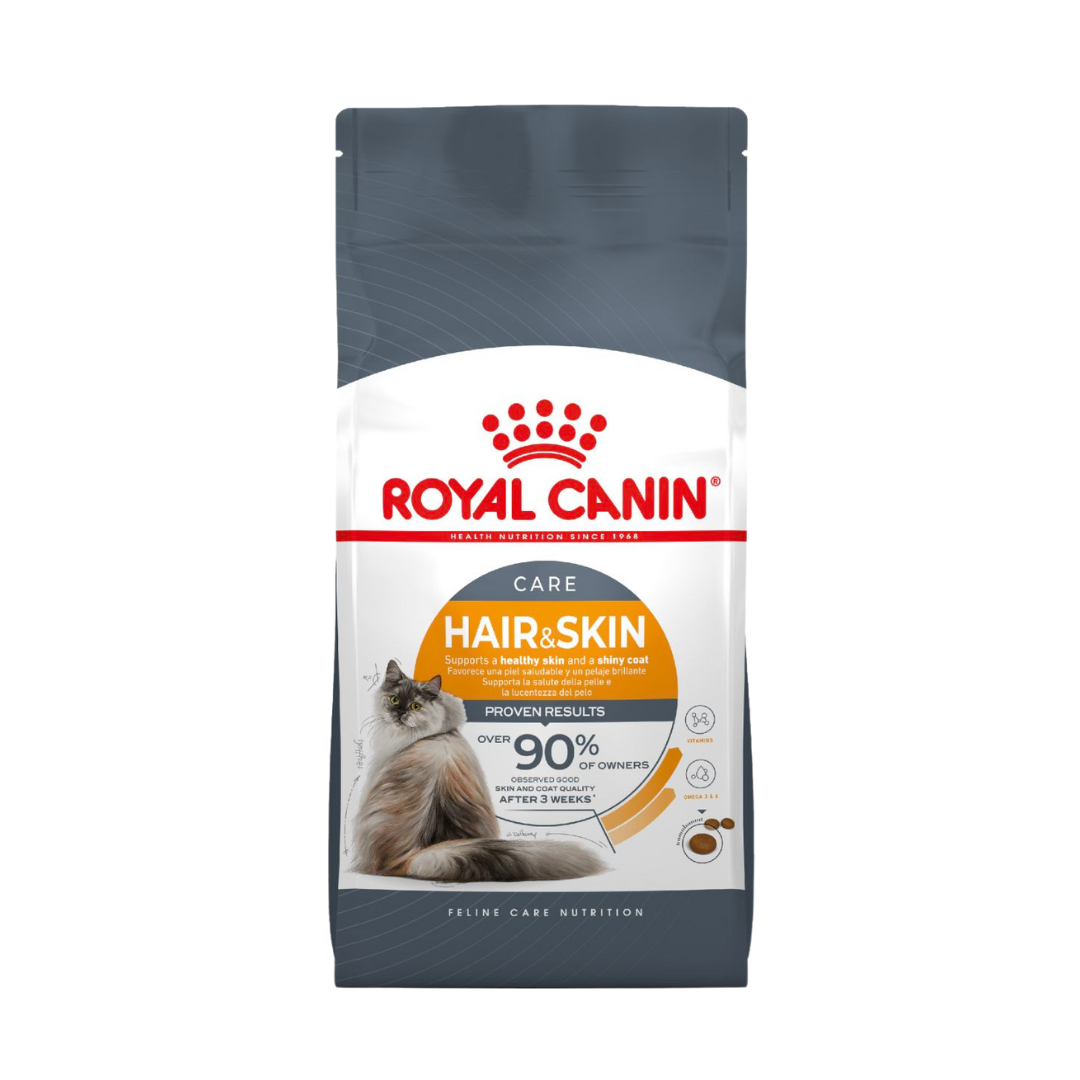 ROYAL CANIN®
HEALTH NUTRITION SINCE 1968
CARE
HAIR&SKIN
Supports a healthy skin and a shiny coat
Favorece una piel saludable y un pelaje brillante
Supporta la salute della pelle e
la lucentezza del pelo
PROVEN RESULTS
OVER 90%
OF OWNERS
OBSERVED GOOD
SKIN AND COAT QUALITY
AFTER 3 WEEKS*
VITAMINS
OMEGA 3 & 6
FELINE CARE NUTRITION